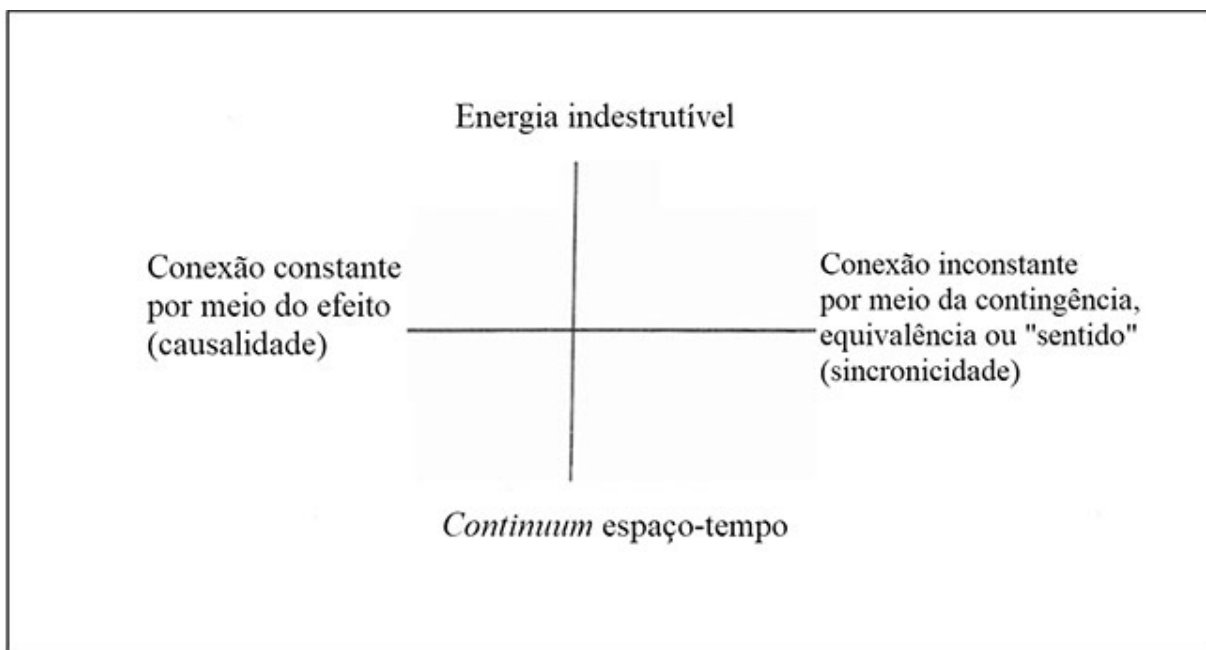 Energia indestrutível
Conexão constante
por meio do efeito
(causalidade)
Conexão inconstante
por meio da contingência,
equivalência ou "sentido"
(sincronicidade)
Continuum espaço-tempo